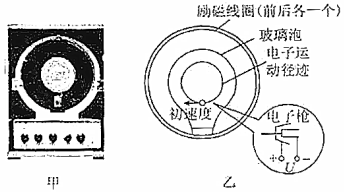 励磁线圈(前后各一个)
玻璃泡
电子运
动径迹
初速度
电子枪
+ U -
甲
乙